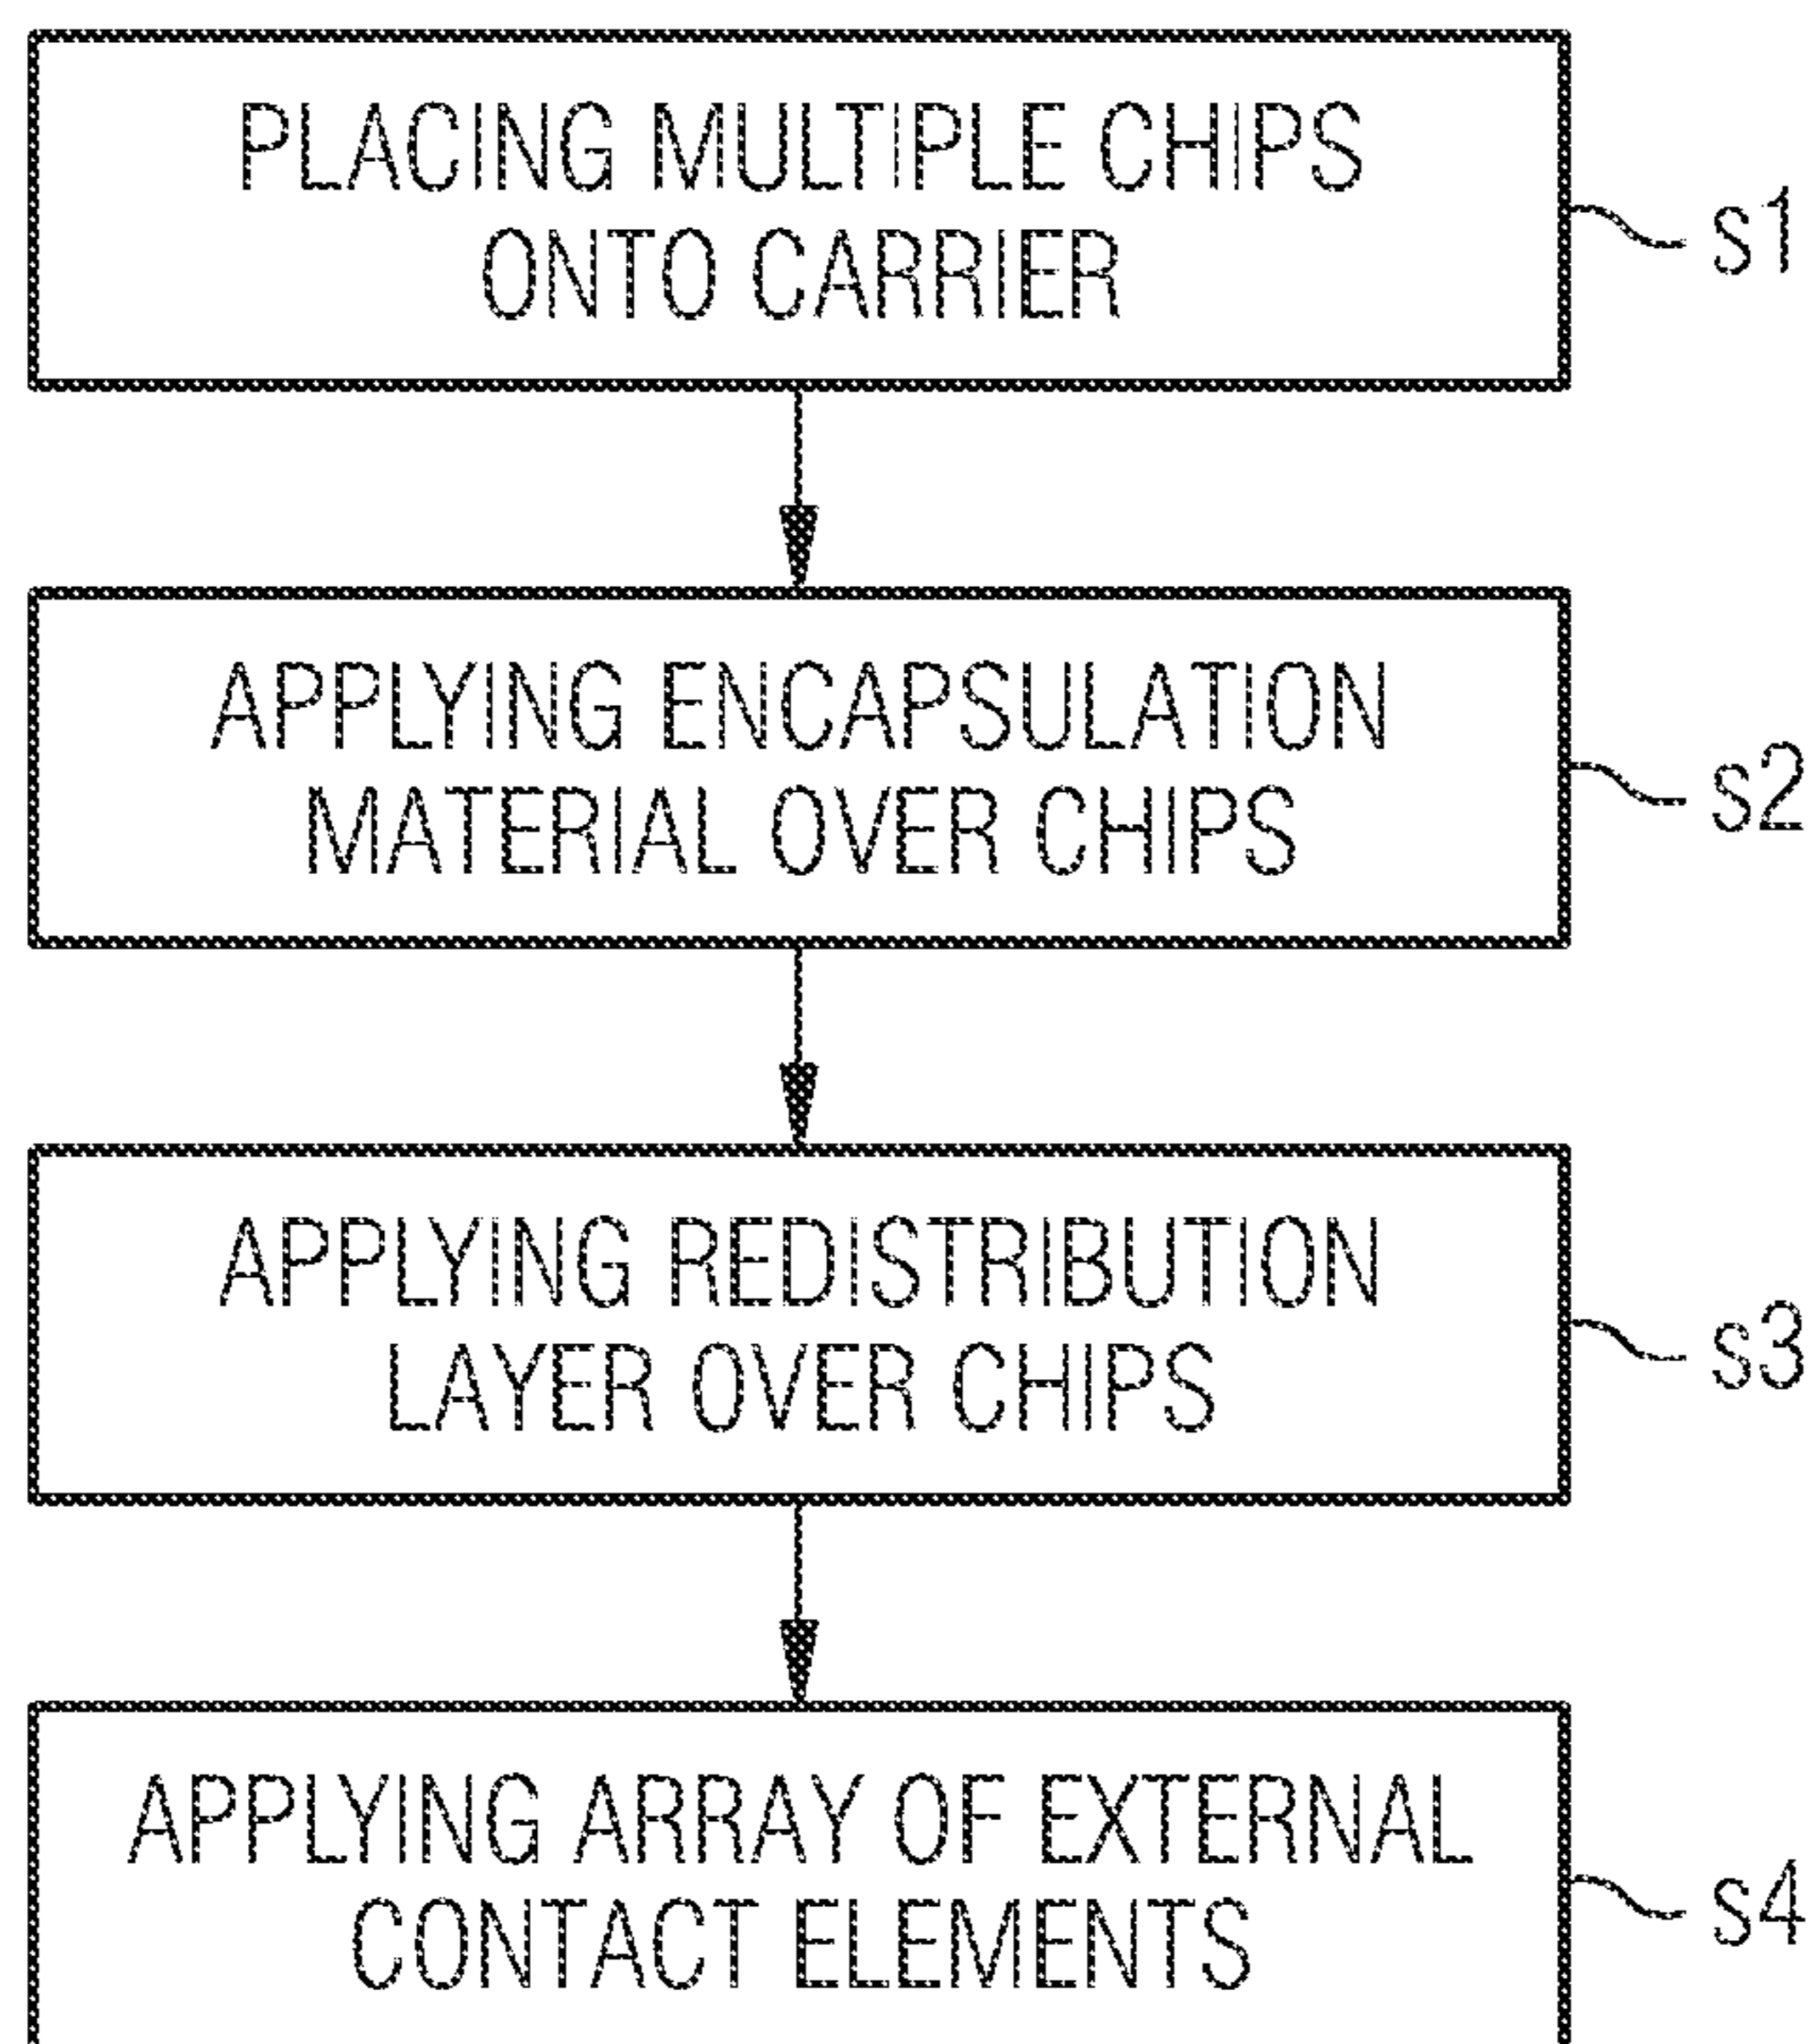 PLACING MULTIPLE CHIPS
ONTO CARRIER
s1
APPLYING ENCAPSULATION
MATERIAL OVER CHIPS
s2
APPLYING REDISTRIBUTION
LAYER OVER CHIPS
s3
APPLYING ARRAY OF EXTERNAL
CONTACT ELEMENTS
s4